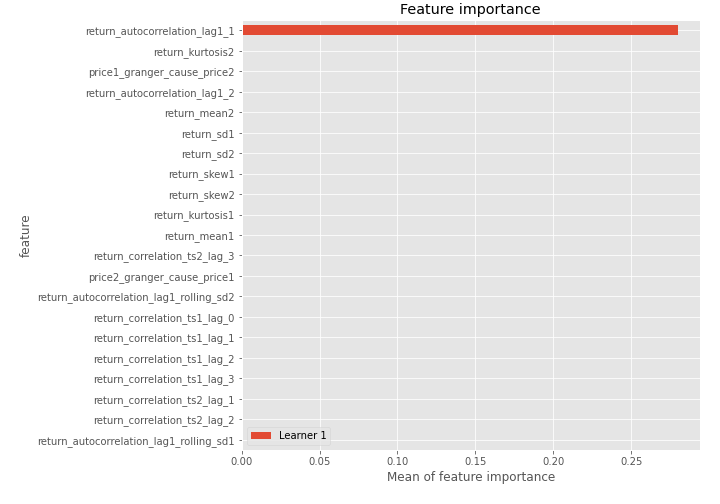 Feature importance
feature
return_autocorrelation_lag1_1
return_kurtosis2
price1_granger_cause_price2
return_autocorrelation_lag1_2
return_mean2
return_sd1
return_sd2
return_skew1
return_skew2
return_kurtosis1
return_mean1
return_correlation_ts2_lag_3
price2_granger_cause_price1
return_autocorrelation_lag1_rolling_sd2
return_correlation_ts1_lag_0
return_correlation_ts1_lag_1
return_correlation_ts1_lag_2
return_correlation_ts1_lag_3
return_correlation_ts2_lag_1
return_correlation_ts2_lag_2
return_autocorrelation_lag1_rolling_sd1
Learner 1
0.00 0.05 0.10 0.15 0.20 0.25
Mean of feature importance